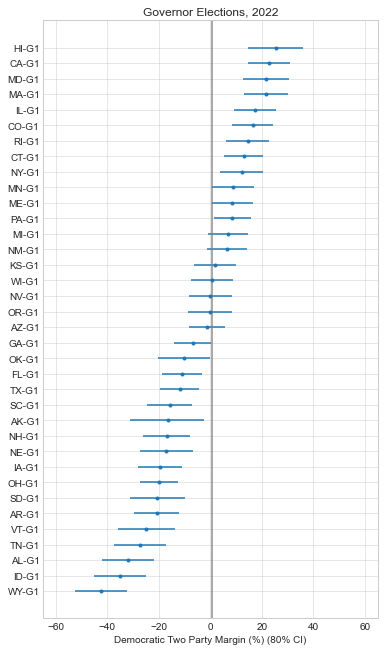 Governor Elections, 2022
HI-G1
CA-G1
MD-G1
MA-G1
IL-G1
CO-G1
RI-G1
CT-G1
NY-G1
MN-G1
ME-G1
PA-G1
MI-G1
NM-G1
KS-G1
WI-G1
NV-G1
OR-G1
AZ-G1
GA-G1
OK-G1
FL-G1
TX-G1
SC-G1
AK-G1
NH-G1
NE-G1
IA-G1
OH-G1
SD-G1
AR-G1
VT-G1
TN-G1
AL-G1
ID-G1
WY-G1
−60 −40 −20 0 20 40 60
Democratic Two Party Margin (%) (80% CI)